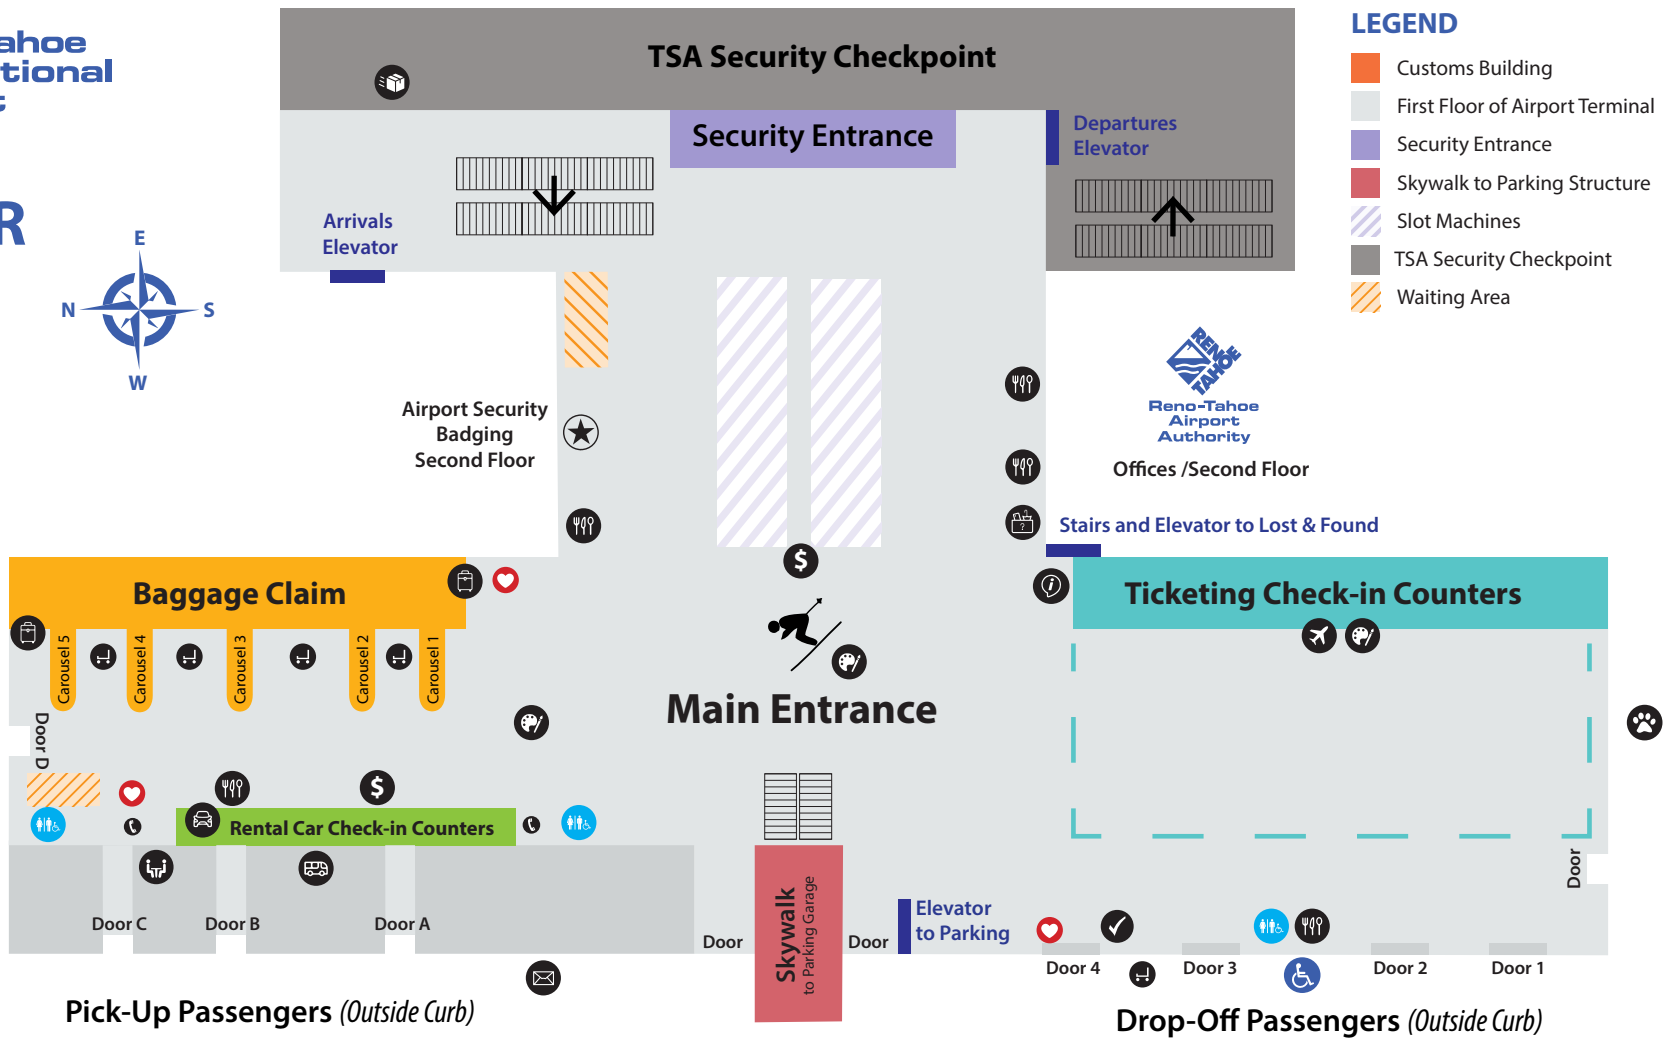 ahoe
tional
R
E
N
S
W
TSA Security Checkpoint
Security Entrance
Departures
Elevator
Arrivals
Elevator
LEGEND
Customs Building
First Floor of Airport Terminal
Security Entrance
Skywalk to Parking Structure
Slot Machines
TSA Security Checkpoint
Waiting Area
RENO
TAHOE
Reno-Tahoe
Airport
Authority
Offices /Second Floor
Airport Security
Badging
Second Floor
Stairs and Elevator to Lost & Found
Baggage Claim
Carousel 5
Carousel 4
Carousel 3
Carousel 2
Carousel 1
$
Ticketing Check-in Counters
Main Entrance
Door D
$
Rental Car Check-in Counters
Door C
Door B
Door A
Door
Skywalk
to Parking Garage
Door
Elevator
to Parking
Door
Door 4
Door 3
Door 2
Door 1
Pick-Up Passengers (Outside Curb)
Drop-Off Passengers (Outside Curb)